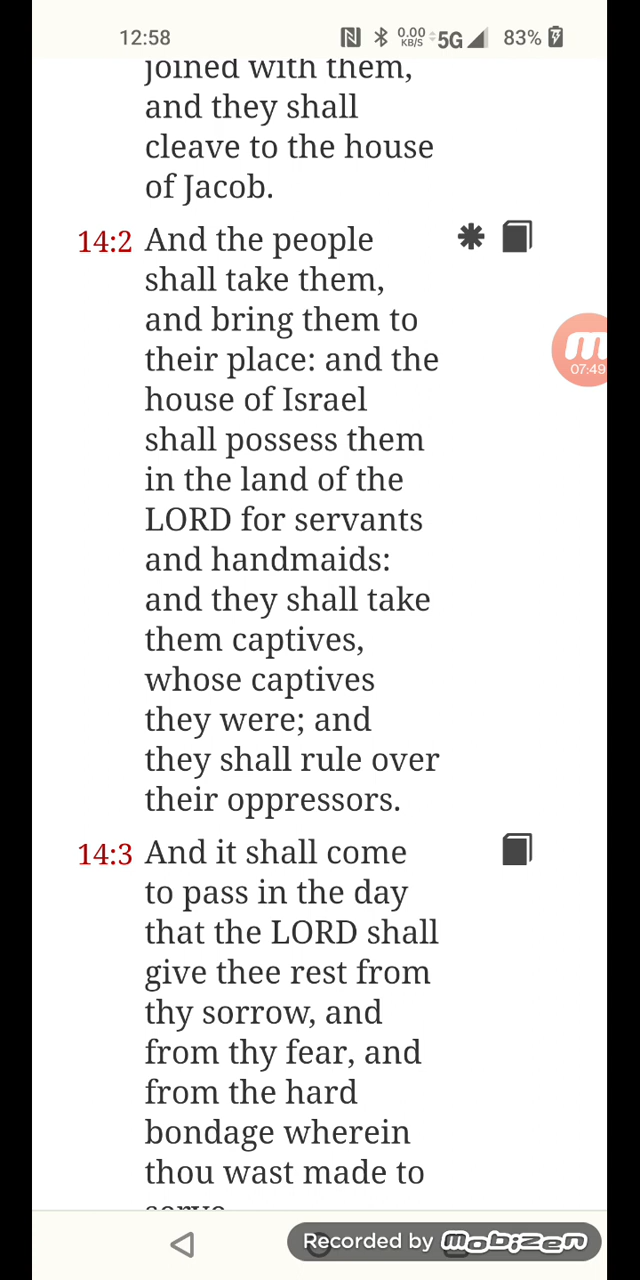 12:58 0.00 KB/S 5G 83%
joined with them,
and they shall
cleave to the house
of Jacob.
14:2 And the people
shall take them,
and bring them to
their place: and the
house of Israel
shall possess them
in the land of the
LORD for servants
and handmaids:
and they shall take
them captives,
whose captives
they were; and
they shall rule over
their oppressors.
07:49
14:3 And it shall come
to pass in the day
that the LORD shall
give thee rest from
thy sorrow, and
from thy fear, and
from the hard
bondage wherein
thou wast made to
serve
Recorded by mobizen